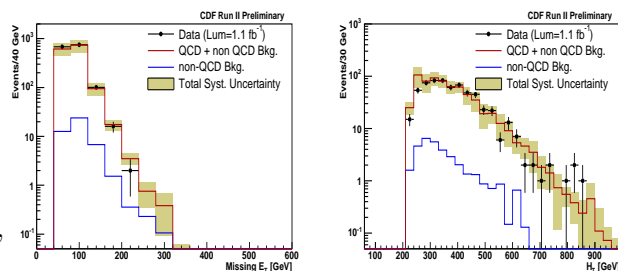 CDF Run II Preliminary
Events/40 GeV
Data (Lum=1.1 fb⁻¹)
QCD + non QCD Bkg.
non-QCD Bkg.
Total Syst. Uncertainty
10³
10²
10
1
10⁻¹
0 100 200 300 400 500 600
Missing E_T [GeV]
CDF Run II Preliminary
Events/30 GeV
Data (Lum=1.1 fb⁻¹)
QCD + non QCD Bkg.
non-QCD Bkg.
Total Syst. Uncertainty
10³
10²
10
1
10⁻¹
100 200 300 400 500 600 700 800 900
H_T [GeV]